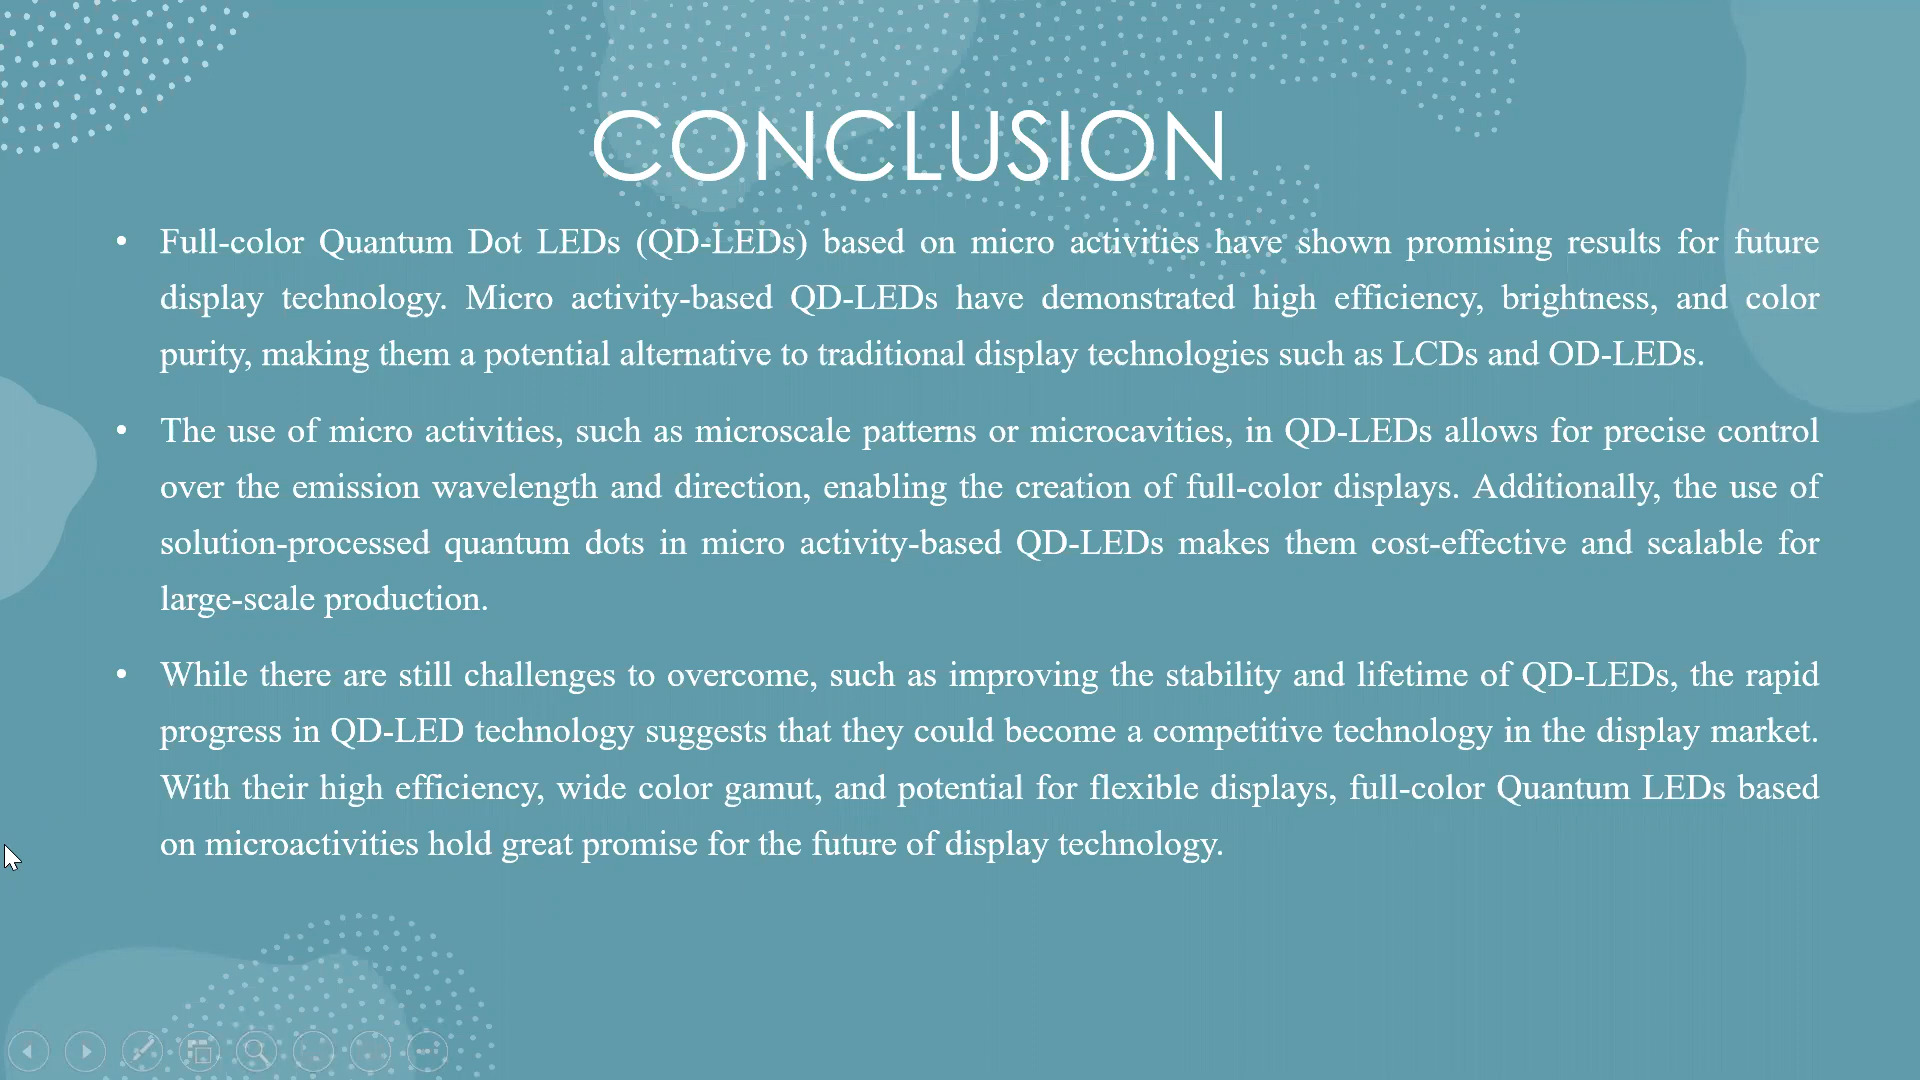 CONCLUSION
• Full-color Quantum Dot LEDs (QD-LEDs) based on micro activities have shown promising results for future
display technology. Micro activity-based QD-LEDs have demonstrated high efficiency, brightness, and color
purity, making them a potential alternative to traditional display technologies such as LCDs and OD-LEDs.
• The use of micro activities, such as microscale patterns or microcavities, in QD-LEDs allows for precise control
over the emission wavelength and direction, enabling the creation of full-color displays. Additionally, the use of
solution-processed quantum dots in micro activity-based QD-LEDs makes them cost-effective and scalable for
large-scale production.
• While there are still challenges to overcome, such as improving the stability and lifetime of QD-LEDs, the rapid
progress in QD-LED technology suggests that they could become a competitive technology in the display market.
With their high efficiency, wide color gamut, and potential for flexible displays, full-color Quantum LEDs based
on microactivities hold great promise for the future of display technology.